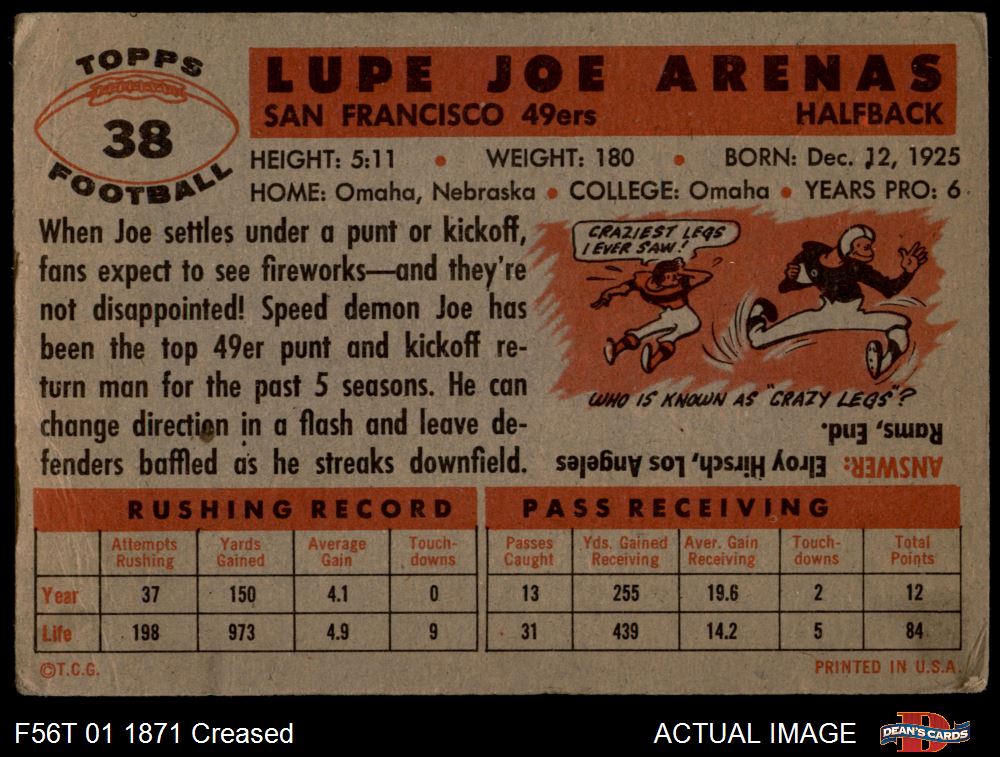 TOPPS
38
FOOTBALL
LUPE JOE ARENAS
SAN FRANCISCO 49ers HALFBACK
HEIGHT: 5:11 • WEIGHT: 180 • BORN: Dec. 12, 1925
HOME: Omaha, Nebraska • COLLEGE: Omaha • YEARS PRO: 6
When Joe settles under a punt or kickoff,
fans expect to see fireworks—and they're
not disappointed! Speed demon Joe has
been the top 49er punt and kickoff re-
turn man for the past 5 seasons. He can
change direction in a flash and leave de-
fenders baffled as he streaks downfield.
CRAZIEST LEGS
I EVER SAW!
WHO IS KNOWN AS "CRAZY LEGS"?
ANSWER: Elroy Hirsch, Los Angeles
Rams, End.
RUSHING RECORD
Attempts Rushing Yards Gained Average Gain Touch-downs
Year 37 150 4.1 0
Life 198 973 4.9 9
PASS RECEIVING
Passes Caught Yds. Gained Receiving Aver. Gain Receiving Touch-downs Total Points
13 255 19.6 2 12
31 439 14.2 5 84
©T.C.G. PRINTED IN U.S.A.
F56T 01 1871 Creased ACTUAL IMAGE
D
DEAN'S CARDS